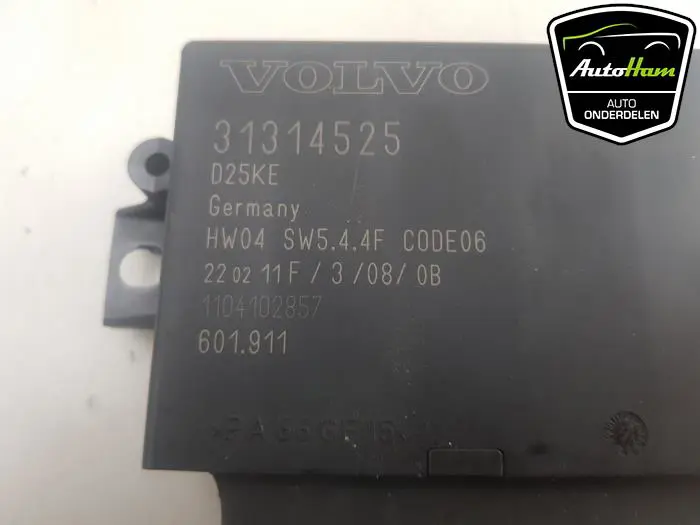 VOLVO
31314525
D25KE
Germany
HW04 SW5.4.4F CODE06
22 02 11 F / 3 / 08 / 0B
1104102857
601.911
AutoHam
AUTO
ONDERDELEN